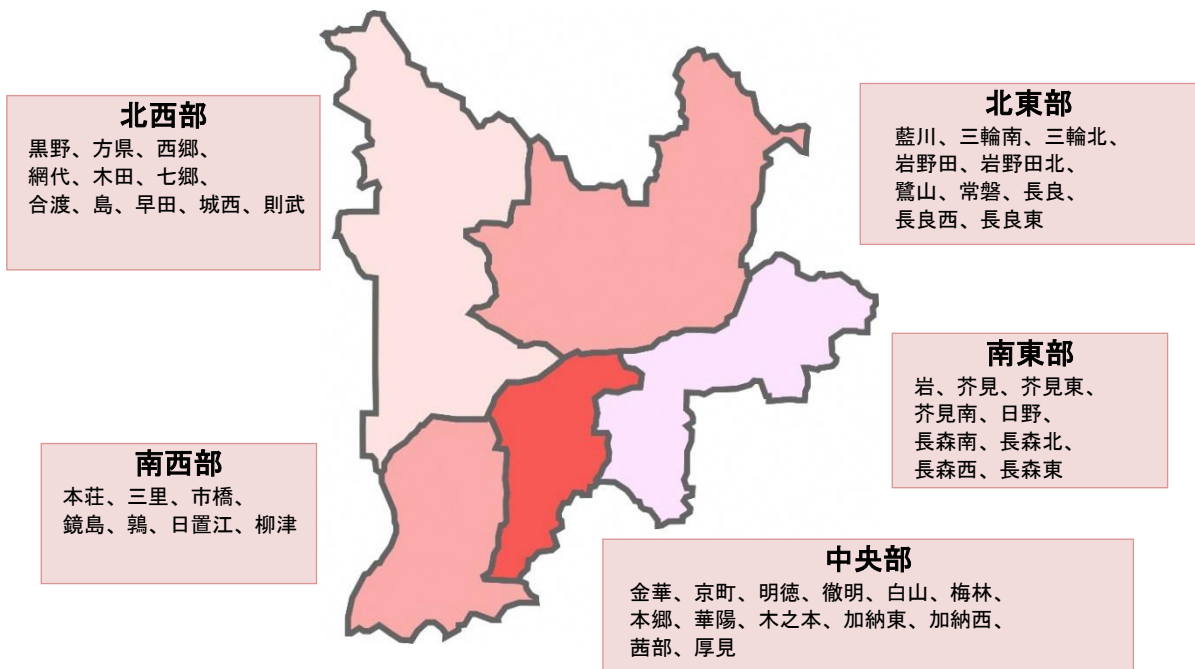 北西部
黒野、方県、西郷、
網代、木田、七郷、
合渡、島、早田、城西、則武
北東部
藍川、三輪南、三輪北、
岩野田、岩野田北、
鷺山、常磐、長良、
長良西、長良東
南東部
岩、芥見、芥見東、
芥見南、日野、
長森南、長森北、
長森西、長森東
南西部
本荘、三里、市橋、
鏡島、鶉、日置江、柳津
中央部
金華、京町、明徳、徹明、白山、梅林、
本郷、華陽、木之本、加納東、加納西、
茜部、厚見